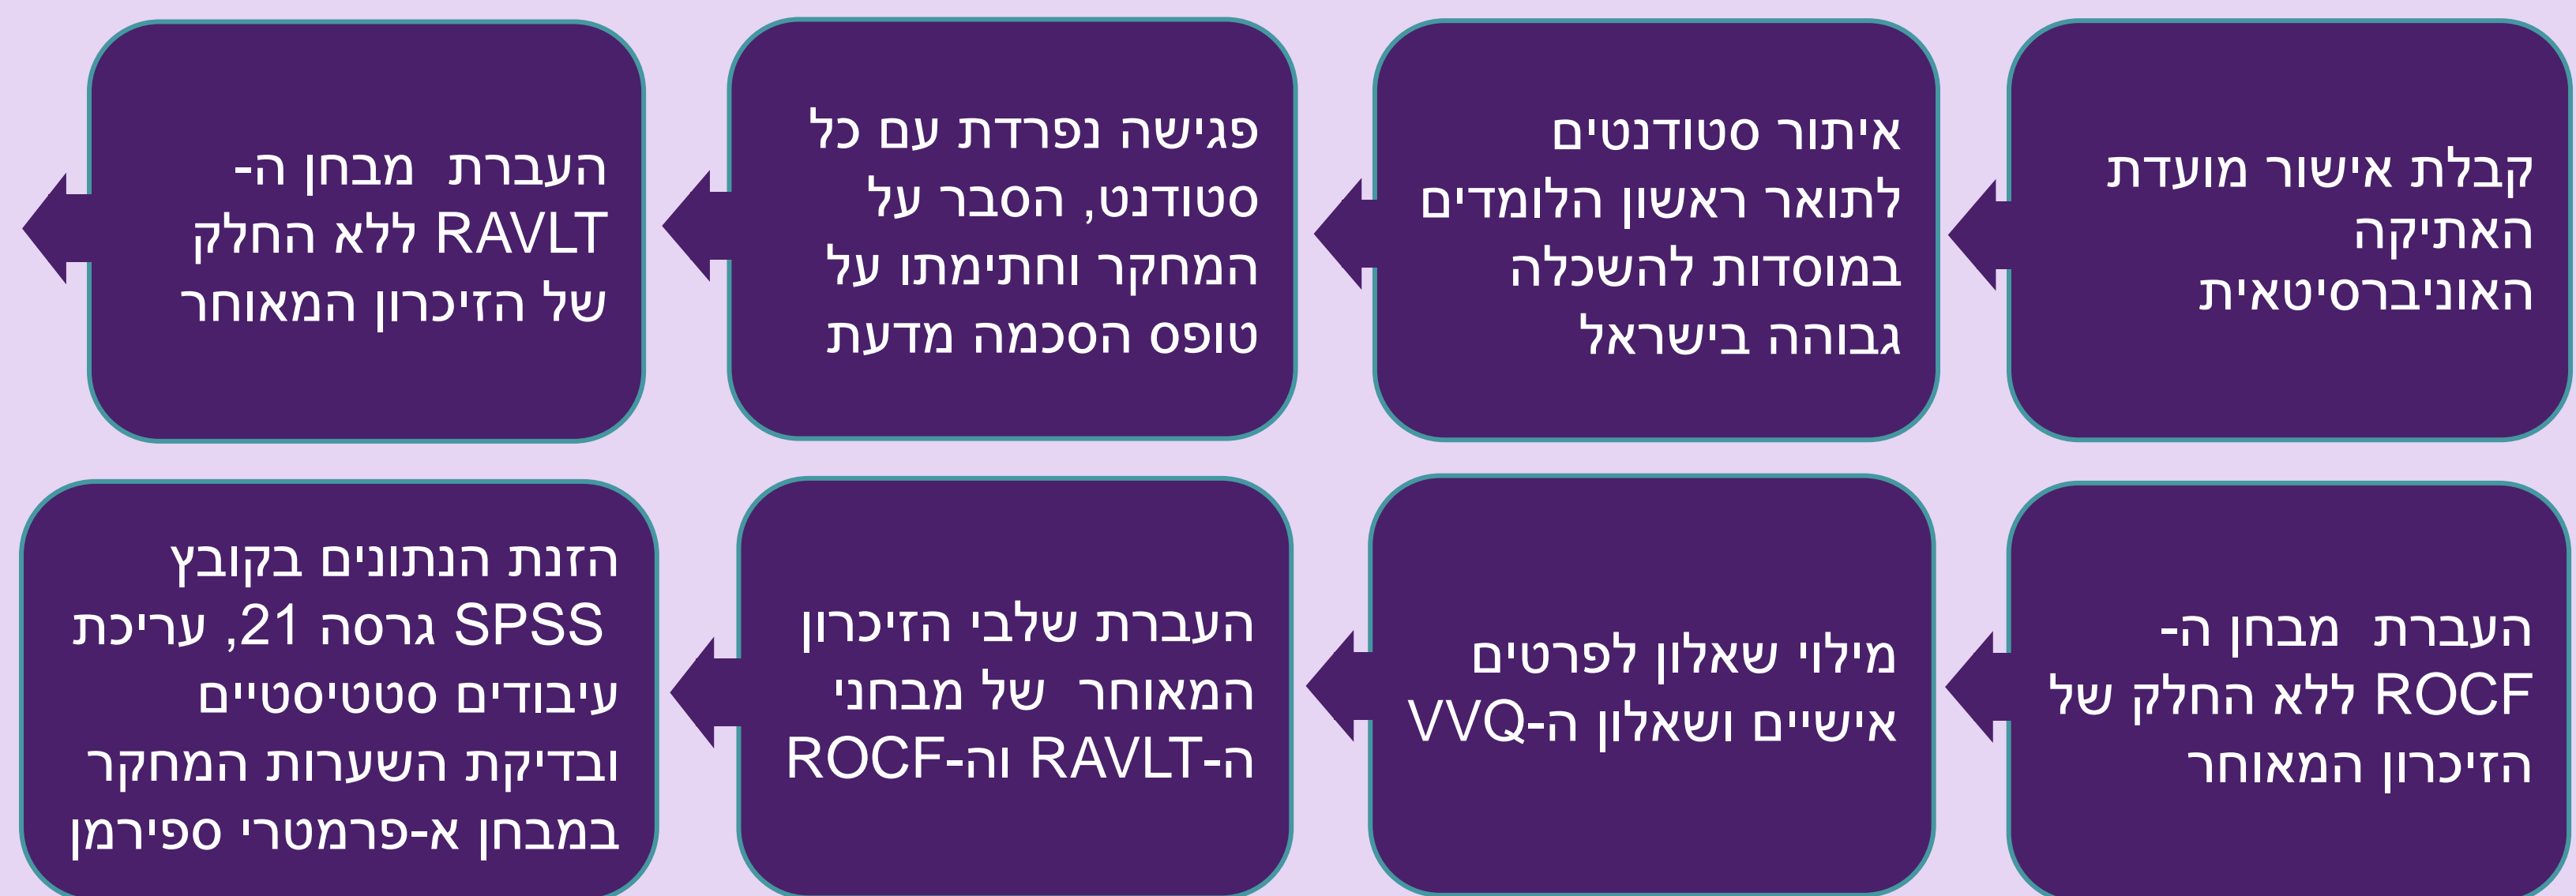 קבלת אישור מועדת
האתיקה
האוניברסיטאית
איתור סטודנטים
לתואר ראשון הלומדים
במוסדות להשכלה
גבוהה בישראל
פגישה נפרדת עם כל
סטודנט, הסבר על
המחקר וחתימתו על
טופס הסכמה מדעת
העברת מבחן ה-
RAVLT ללא החלק
של הזיכרון המאוחר
העברת מבחן ה-
ROCF ללא החלק של
הזיכרון המאוחר
מילוי שאלון לפרטים
אישיים ושאלון ה-VVQ
העברת שלבי הזיכרון
המאוחר של מבחני
ה-RAVLT וה-ROCF
הזנת הנתונים בקובץ
SPSS גרסה 21, עריכת
עיבודים סטטיסטיים
ובדיקת השערות המחקר
במבחן א-פרמטרי ספירמן